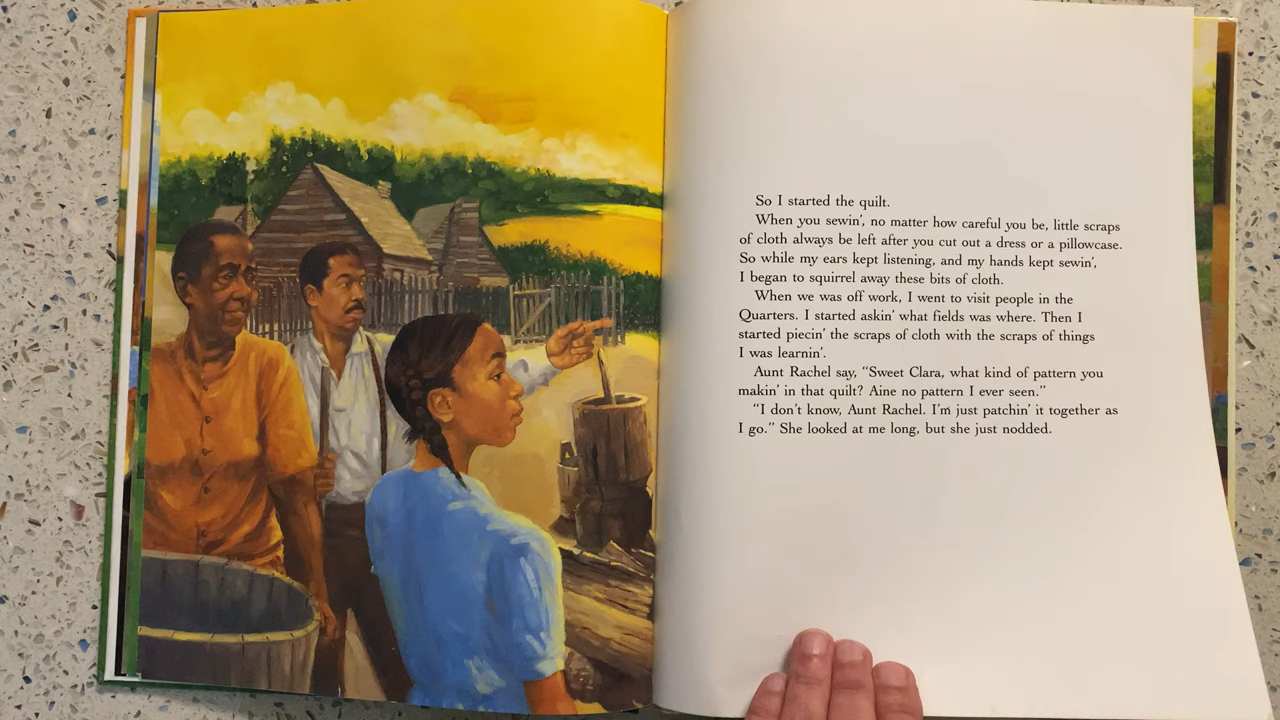 So I started the quilt.
When you sewin', no matter how careful you be, little scraps
of cloth always be left after you cut out a dress or a pillowcase.
So while my ears kept listening, and my hands kept sewin',
I began to squirrel away these bits of cloth.
When we was off work, I went to visit people in the
Quarters. I started askin' what fields was where. Then I
started piecin' the scraps of cloth with the scraps of things
I was learnin'.
Aunt Rachel say, “Sweet Clara, what kind of pattern you
makin' in that quilt? Aine no pattern I ever seen.”
“I don't know, Aunt Rachel. I'm just patchin' it together as
I go.” She looked at me long, but she just nodded.